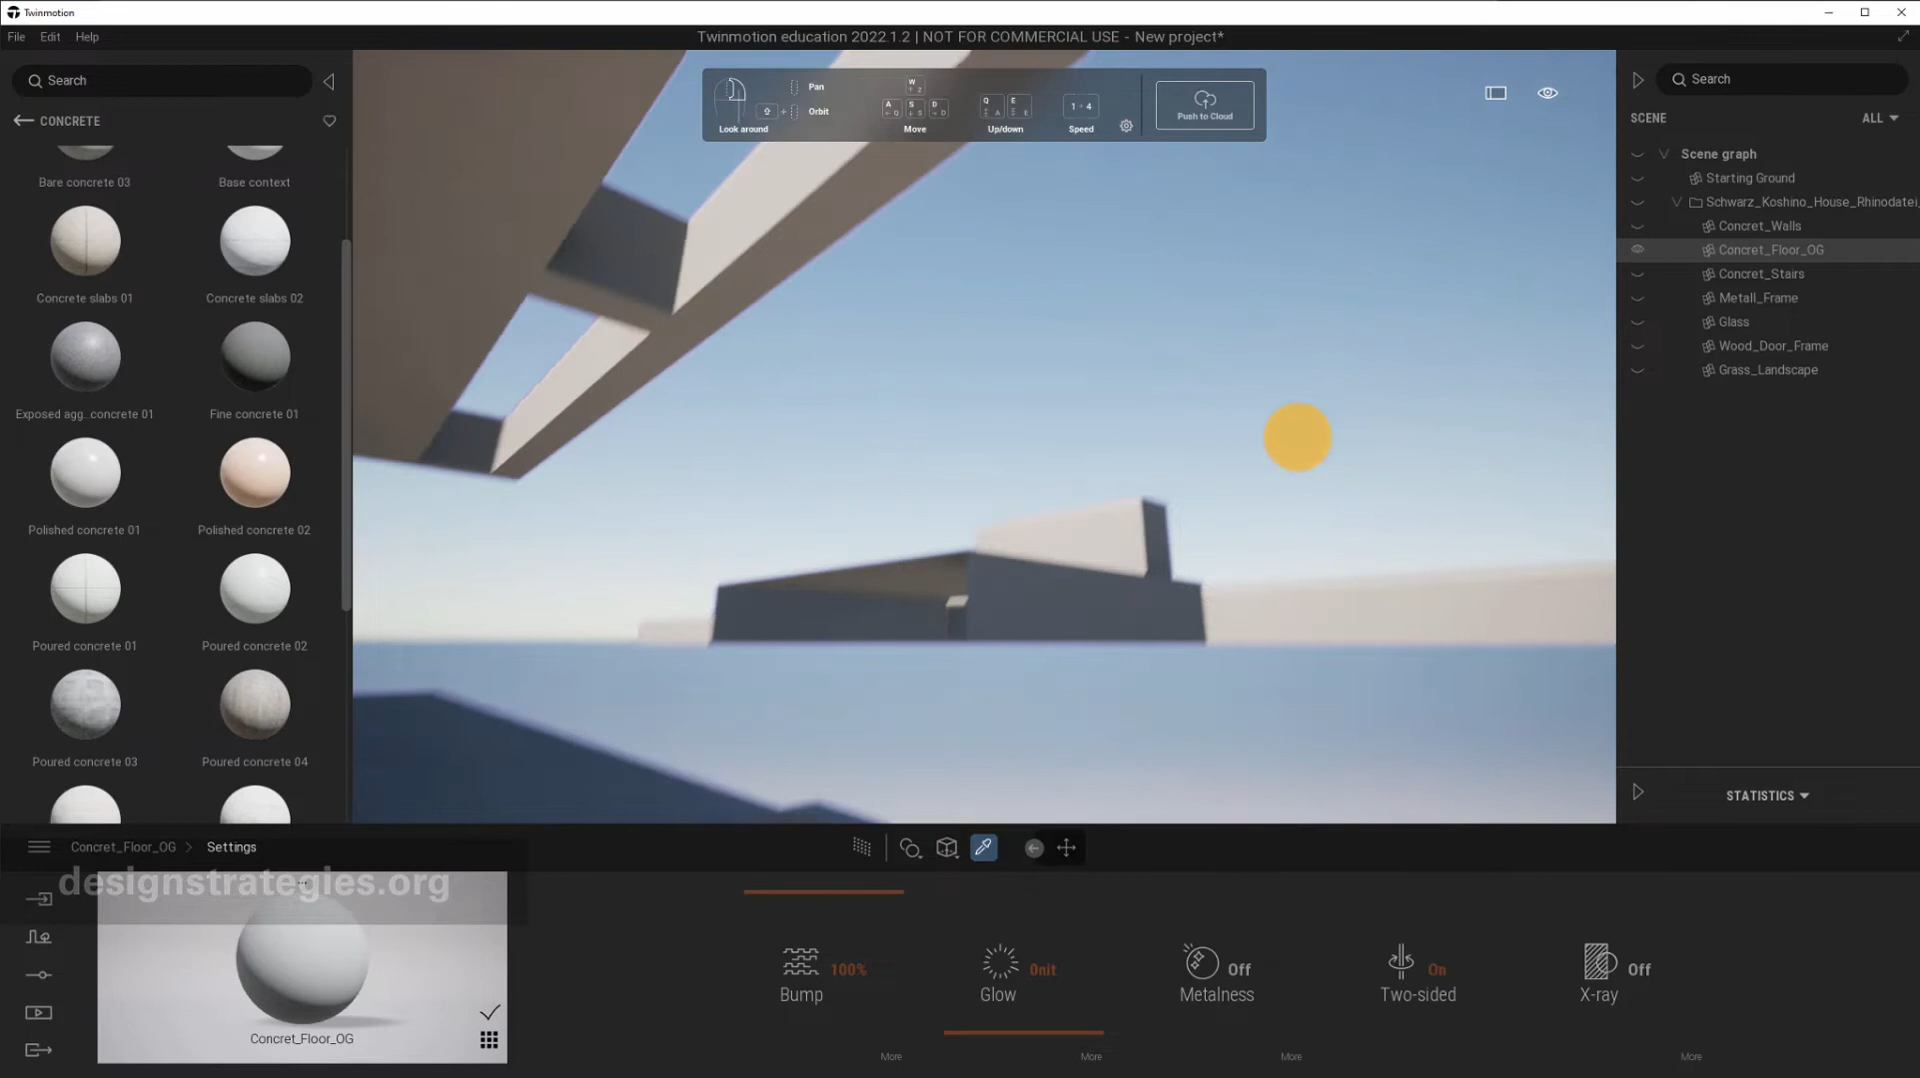 Twinmotion
File Edit Help
Twinmotion education 2022.1.2 | NOT FOR COMMERCIAL USE - New project*
Search
CONCRETE
Bare concrete 03
Base context
Concrete slabs 01
Concrete slabs 02
Exposed agg...concrete 01
Fine concrete 01
Polished concrete 01
Polished concrete 02
Poured concrete 01
Poured concrete 02
Poured concrete 03
Poured concrete 04
Pan
Orbit
Look around
W
Z
A S D
Q S D
Move
Q E
A E
Up/down
1 - 4
Speed
Push to Cloud
Search
SCENE
ALL
Scene graph
Starting Ground
Schwarz_Koshino_House_Rhinodatei_
Concret_Walls
Concret_Floor_OG
Concret_Stairs
Metall_Frame
Glass
Wood_Door_Frame
Grass_Landscape
STATISTICS
Concret_Floor_OG > Settings
designstrategies.org
Concret_Floor_OG
100%
Bump
0nit
Glow
Off
Metalness
On
Two-sided
Off
X-ray
More
More
More
More